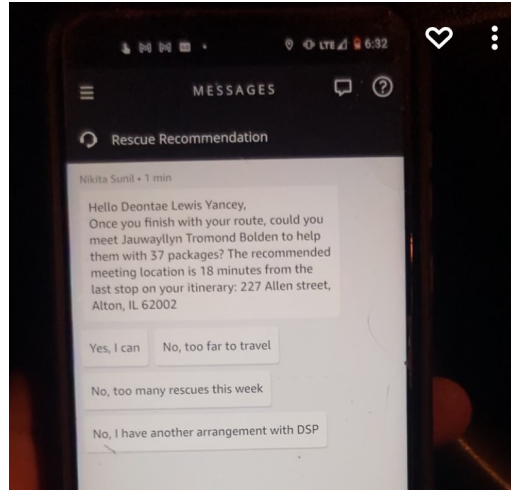 LTE 6:32
MESSAGES
Rescue Recommendation
Nikita Sunil • 1 min
Hello Deontae Lewis Yancey,
Once you finish with your route, could you
meet Jauwayllyn Tromond Bolden to help
them with 37 packages? The recommended
meeting location is 18 minutes from the
last stop on your itinerary: 227 Allen street,
Alton, IL 62002
Yes, I can No, too far to travel
No, too many rescues this week
No, I have another arrangement with DSP